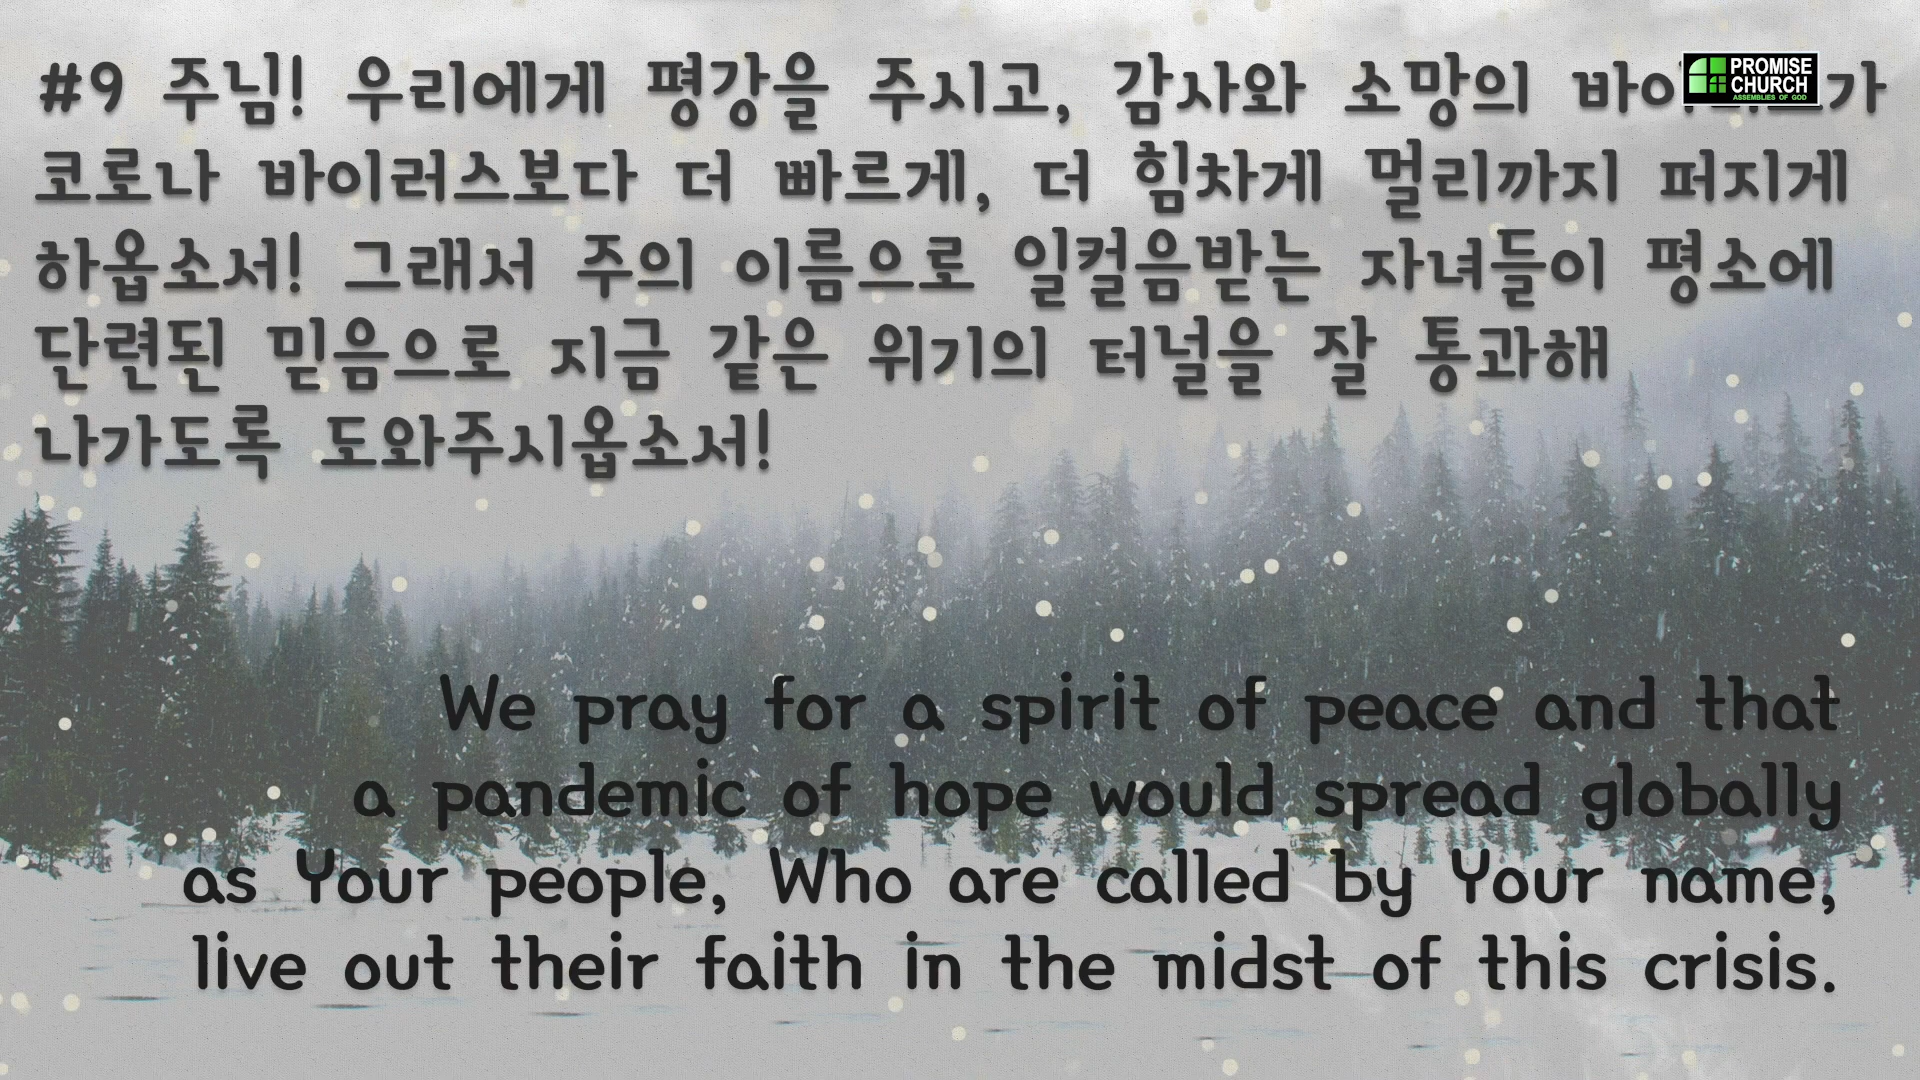 #9 주님! 우리에게 평강을 주시고, 감사와 소망의
PROMISE
CHURCH
ASSEMBLIES OF GOD
코로나 바이러스보다 더 빠르게, 더 힘차게 멀리까지 퍼지게
하옵소서! 그래서 주의 이름으로 일컬음받는 자녀들이 평소에
단련된 믿음으로 지금 같은 위기의 터널을 잘 통과해
나가도록 도와주시옵소서!
We pray for a spirit of peace and that
a pandemic of hope would spread globally
as Your people, Who are called by Your name,
live out their faith in the midst of this crisis.